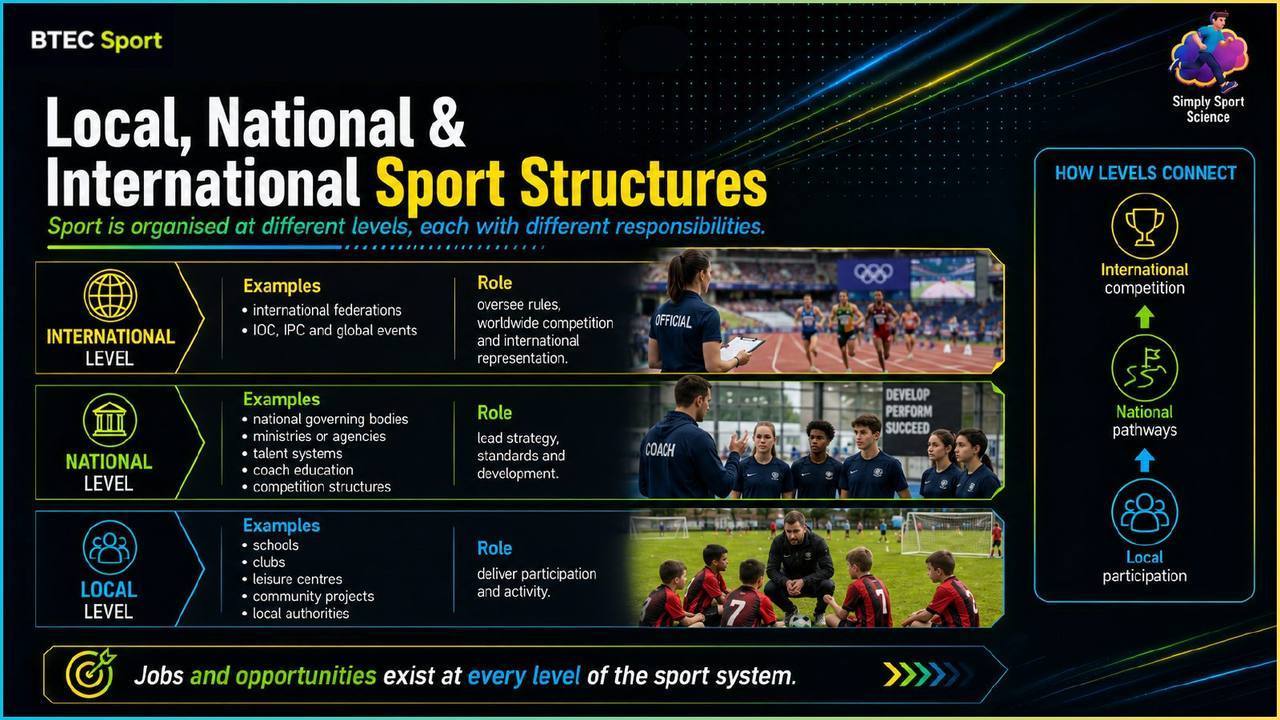 BTEC Sport
Simply Sport
Science
Local, National &
International Sport Structures
Sport is organised at different levels, each with different responsibilities.
INTERNATIONAL
LEVEL
Examples
• international federations
• IOC, IPC and global events
Role
oversee rules,
worldwide competition
and international
representation.
OFFICIAL
NATIONAL
LEVEL
Examples
• national governing bodies
• ministries or agencies
• talent systems
• coach education
• competition structures
Role
lead strategy,
standards and
development.
COACH
DEVELOP
PERFORM
SUCCEED
LOCAL
LEVEL
Examples
• schools
• clubs
• leisure centres
• community projects
• local authorities
Role
deliver participation
and activity.
7
7
HOW LEVELS CONNECT
International
competition
National
pathways
Local
participation
Jobs and opportunities exist at every level of the sport system.